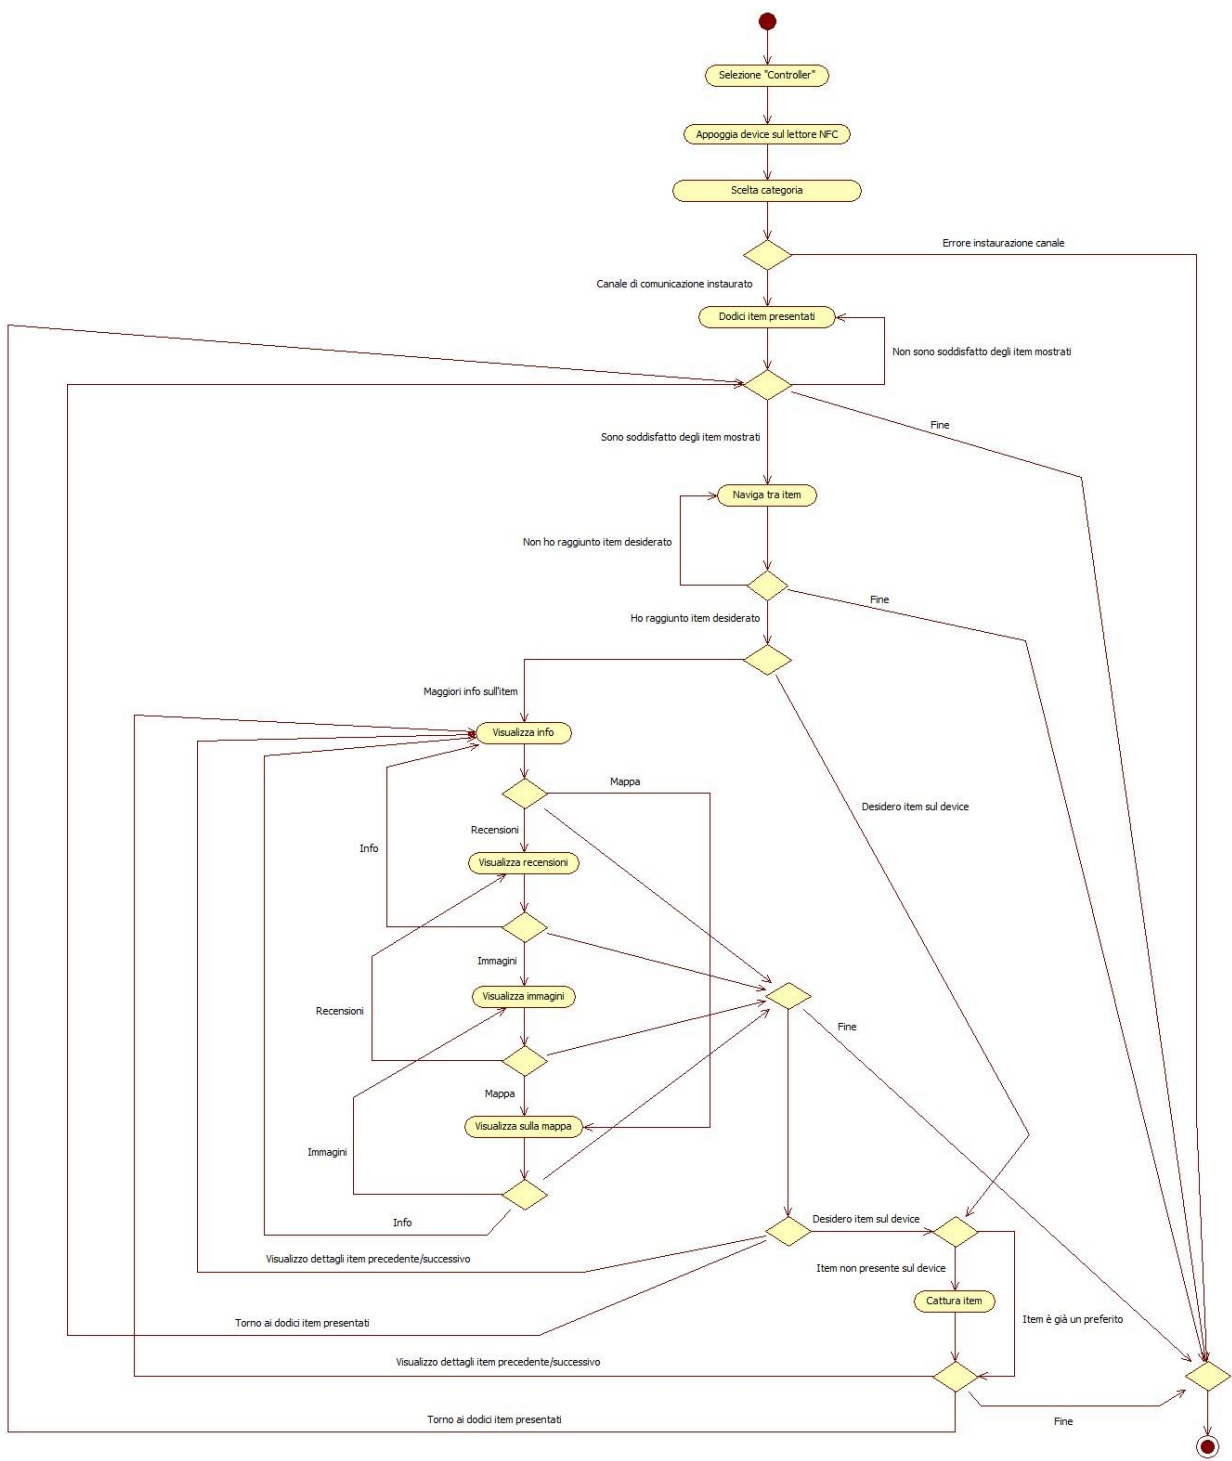 Selezione "Controller"
Appoggia device sul lettore NFC
Scelta categoria
Errore instaurazione canale
Canale di comunicazione instaurato
Dodici item presentati
Non sono soddisfatto degli item mostrati
Fine
Sono soddisfatto degli item mostrati
Naviga tra item
Non ho raggiunto item desiderato
Fine
Ho raggiunto item desiderato
Maggiori info sull'item
Visualizza info
Mappa
Desidero item sul device
Recensioni
Info
Visualizza recensioni
Immagini
Visualizza immagini
Recensioni
Fine
Mappa
Visualizza sulla mappa
Immagini
Info
Desidero item sul device
Visualizzo dettagli item precedente/successivo
Item non presente sul device
Cattura item
Item è già un preferito
Torno ai dodici item presentati
Visualizzo dettagli item precedente/successivo
Torno ai dodici item presentati
Fine